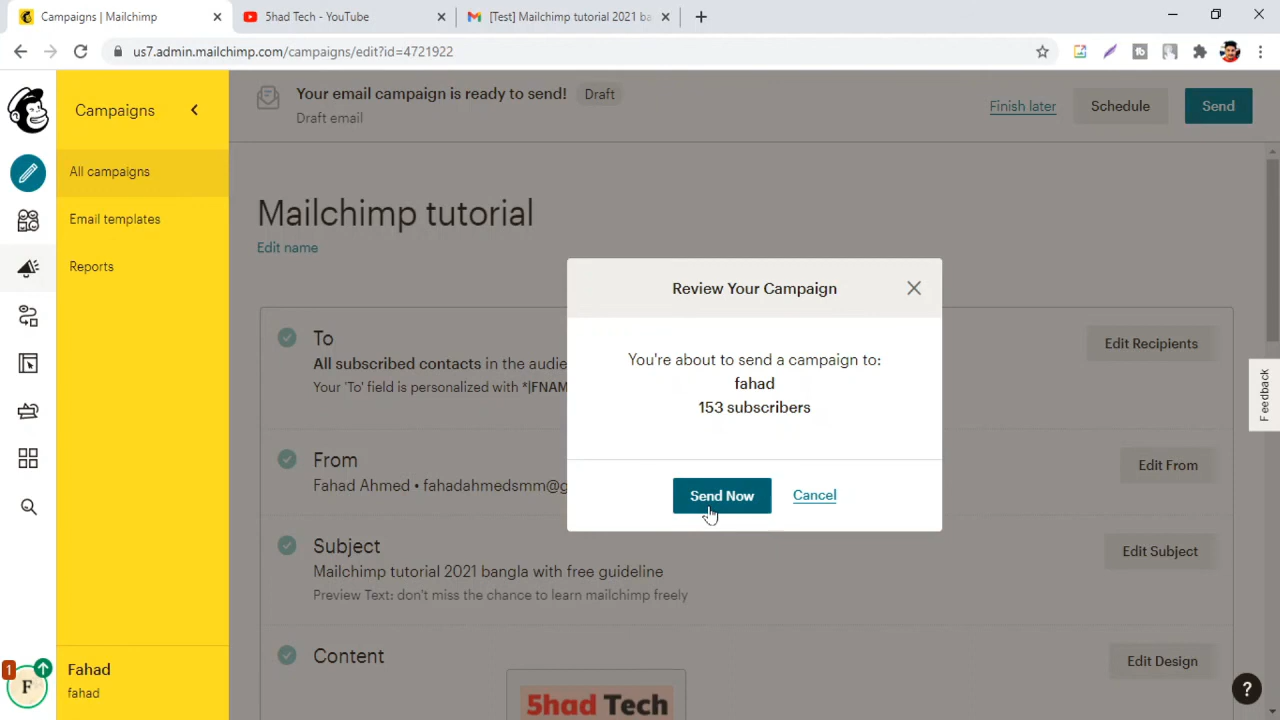 Campaigns | Mailchimp
5had Tech - YouTube
[Test] Mailchimp tutorial 2021 ba
us7.admin.mailchimp.com/campaigns/edit?id=4721922
Campaigns
All campaigns
Email templates
Reports
Your email campaign is ready to send!
Draft
Draft email
Finish later
Schedule
Send
Mailchimp tutorial
Edit name
To
All subscribed contacts in the audie
Your 'To' field is personalized with *|FNAM
Edit Recipients
From
Fahad Ahmed • fahadahmedsmm@g
Edit From
Subject
Mailchimp tutorial 2021 bangla with free guideline
Preview Text: don't miss the chance to learn mailchimp freely
Edit Subject
Content
Edit Design
5had Tech
Review Your Campaign
You're about to send a campaign to:
fahad
153 subscribers
Send Now
Cancel
Feedback
1
F
Fahad
fahad
?